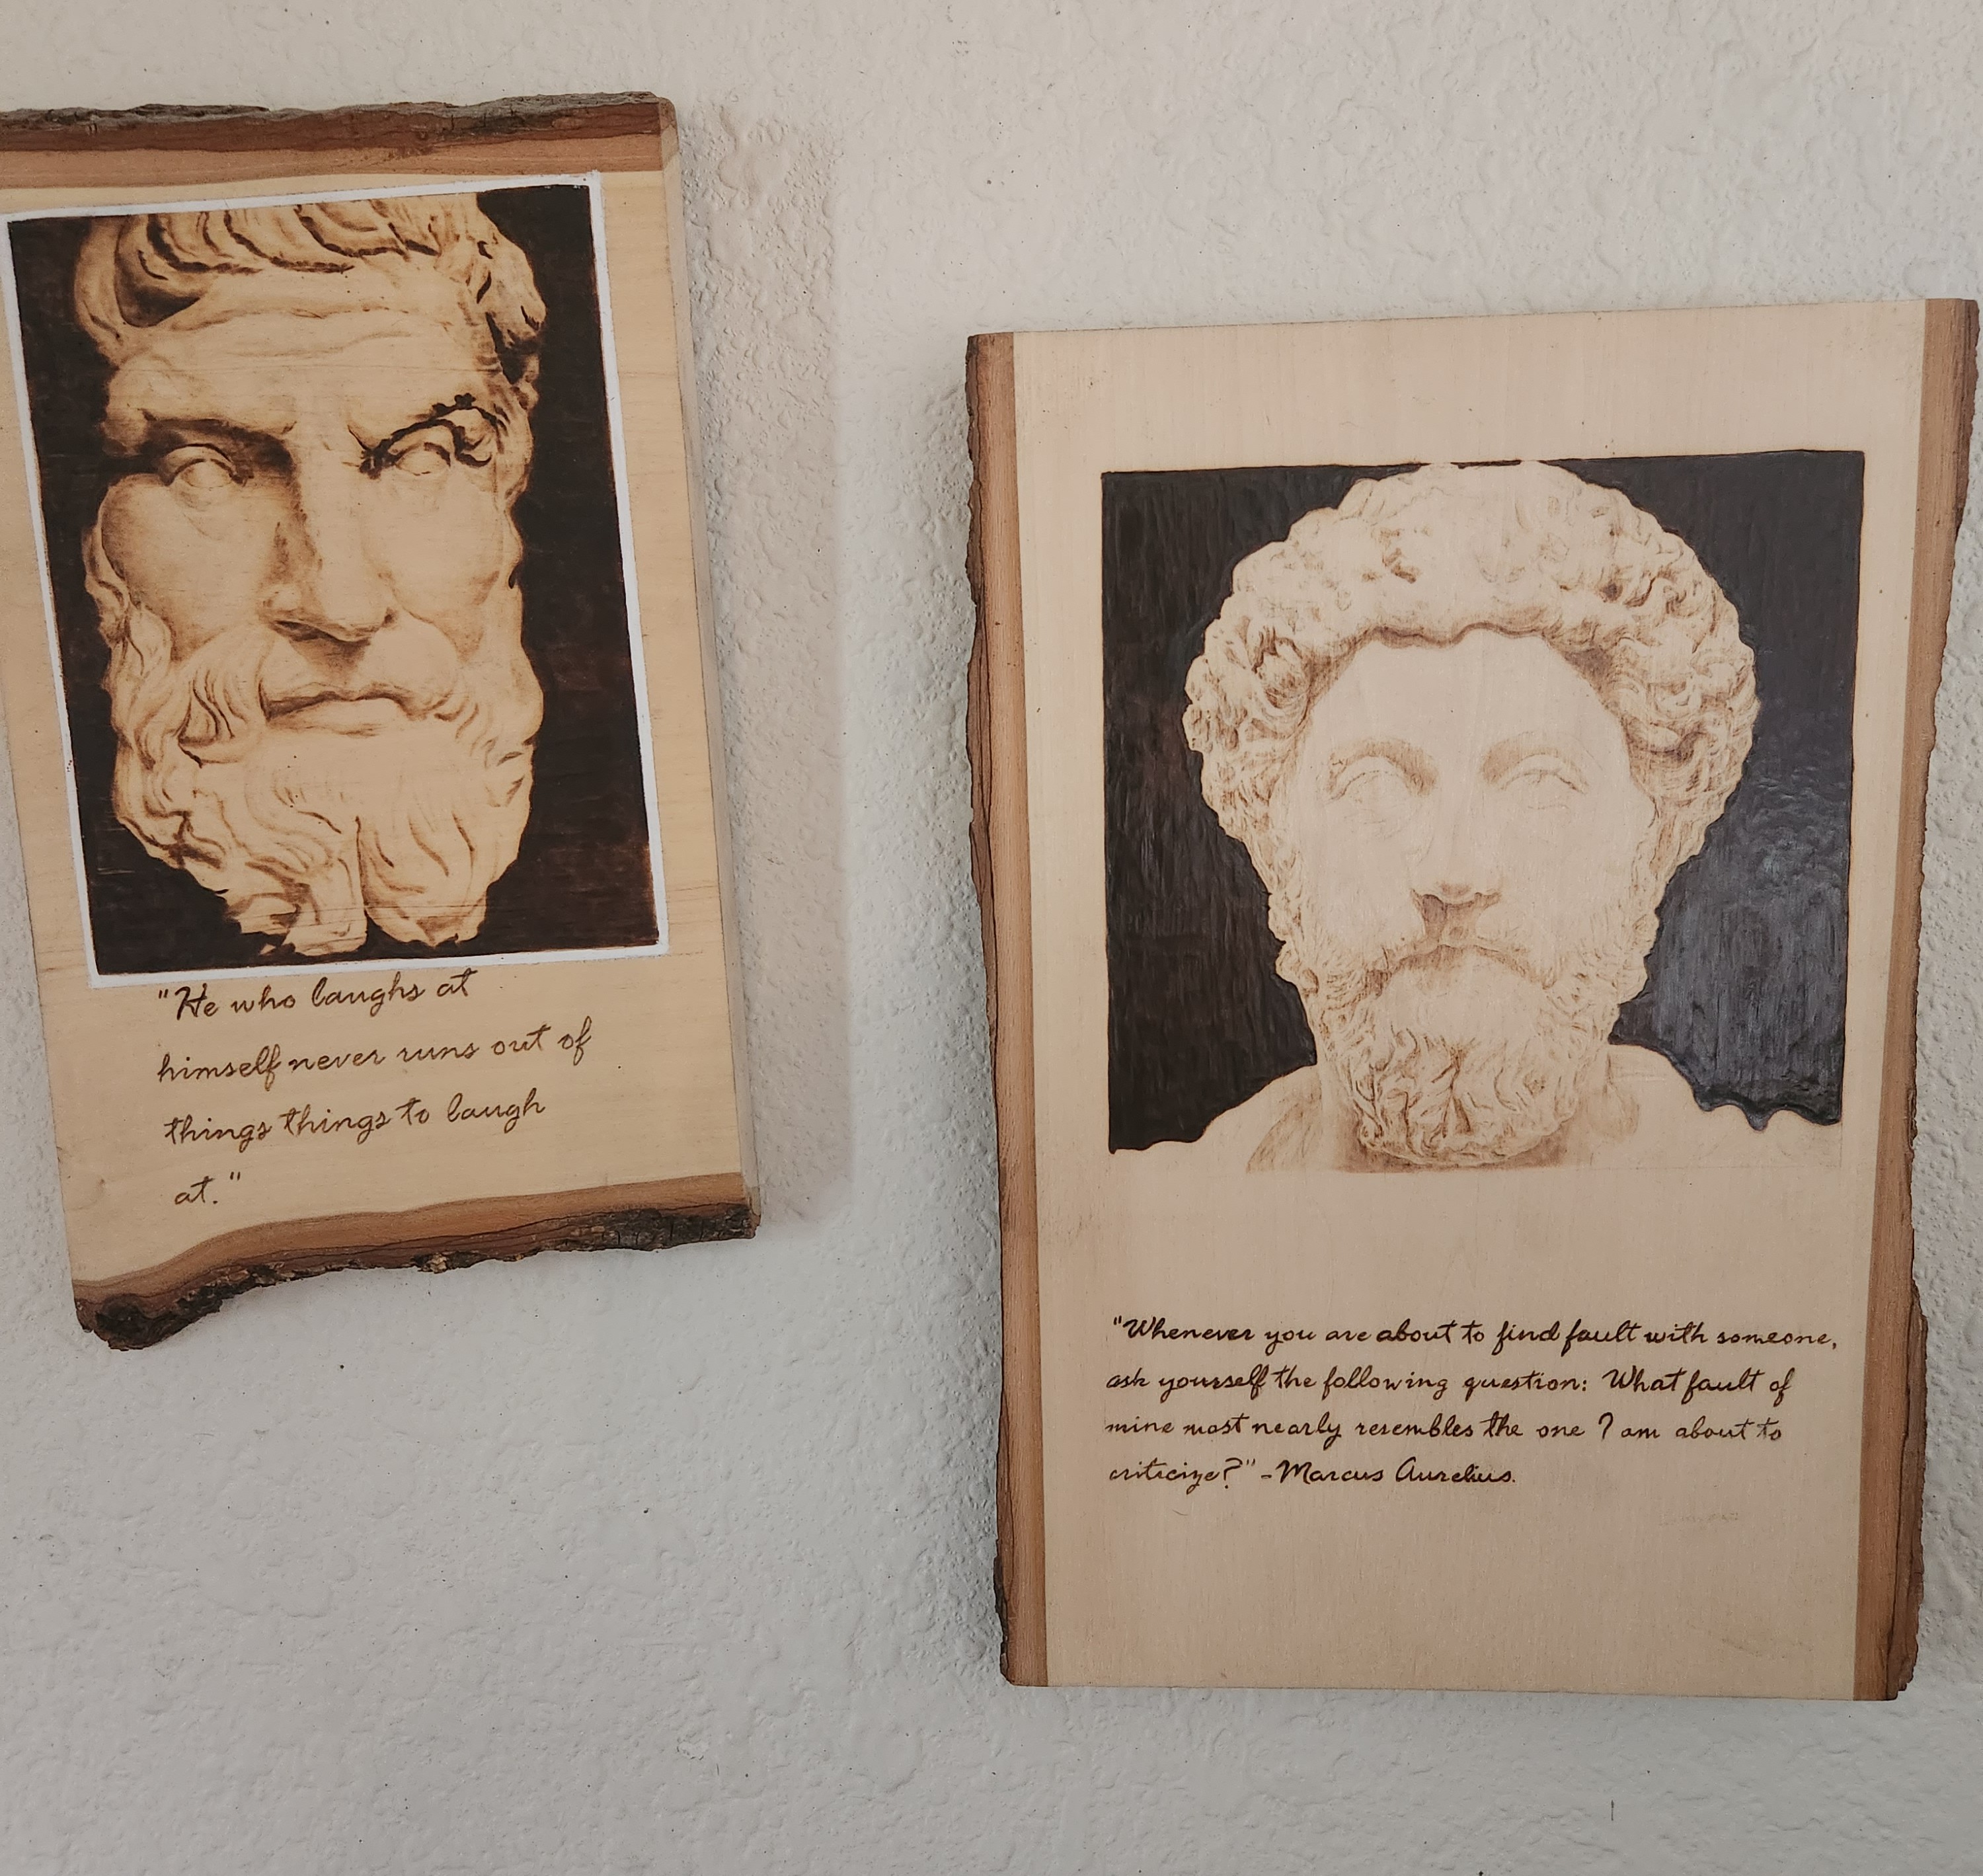 "He who laughs at
himself never runs out of
things things to laugh
at."
"Whenever you are about to find fault with someone,
ask yourself the following question: What fault of
mine most nearly resembles the one I am about to
criticize?" -Marcus Aurelius.